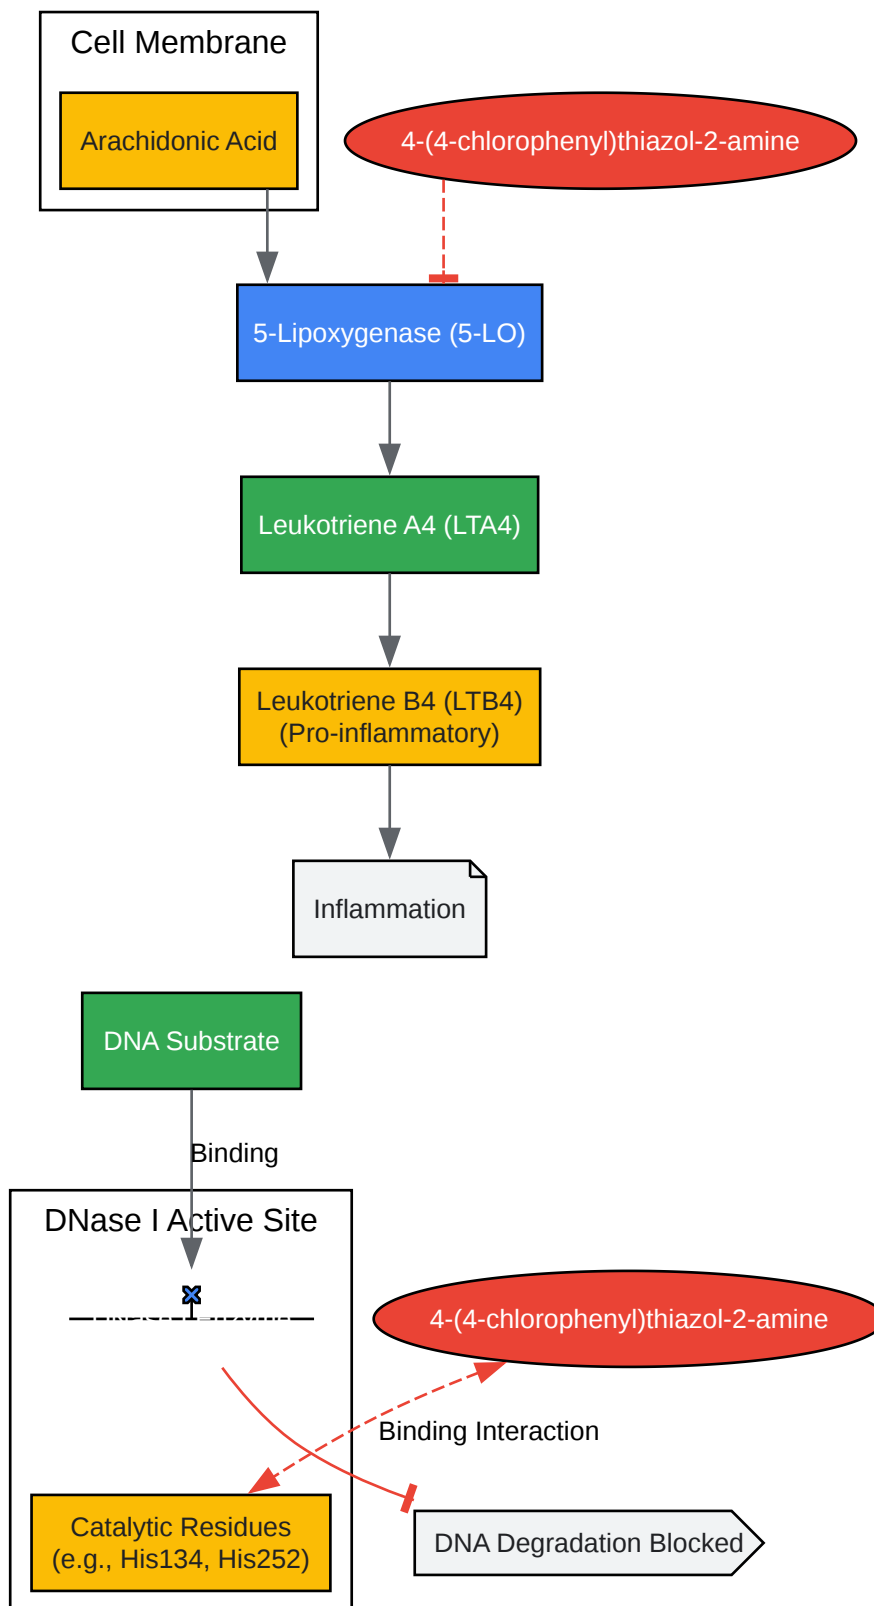 Cell Membrane
Arachidonic Acid
4-(4-chlorophenyl)thiazol-2-amine
5-Lipoxygenase (5-LO)
Leukotriene A4 (LTA4)
Leukotriene B4 (LTB4)
(Pro-inflammatory)
Inflammation
DNA Substrate
Binding
DNase I Active Site
4-(4-chlorophenyl)thiazol-2-amine
Binding Interaction
Catalytic Residues
(e.g., His134, His252)
DNA Degradation Blocked